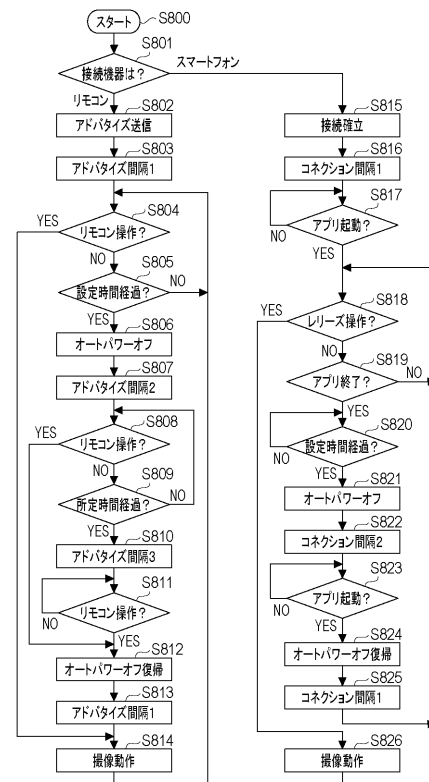 スタート
S800
S801
接続機器は?
スマートフォン
リモコン
S802
アドバタイズ送信
S803
アドバタイズ間隔1
S804
YES
リモコン操作?
NO
S805
設定時間経過?
NO
YES
S806
オートパワーオフ
S807
アドバタイズ間隔2
S808
YES
リモコン操作?
NO
S809
所定時間経過?
NO
YES
S810
アドバタイズ間隔3
S811
リモコン操作?
NO
YES
S812
オートパワーオフ復帰
S813
アドバタイズ間隔1
S814
撮像動作
S815
接続確立
S816
コネクション間隔1
S817
アプリ起動?
NO
YES
S818
YES
レリーズ操作?
NO
S819
アプリ終了?
NO
YES
S820
設定時間経過?
NO
YES
S821
オートパワーオフ
S822
コネクション間隔2
S823
アプリ起動?
NO
YES
S824
オートパワーオフ復帰
S825
コネクション間隔1
S826
撮像動作